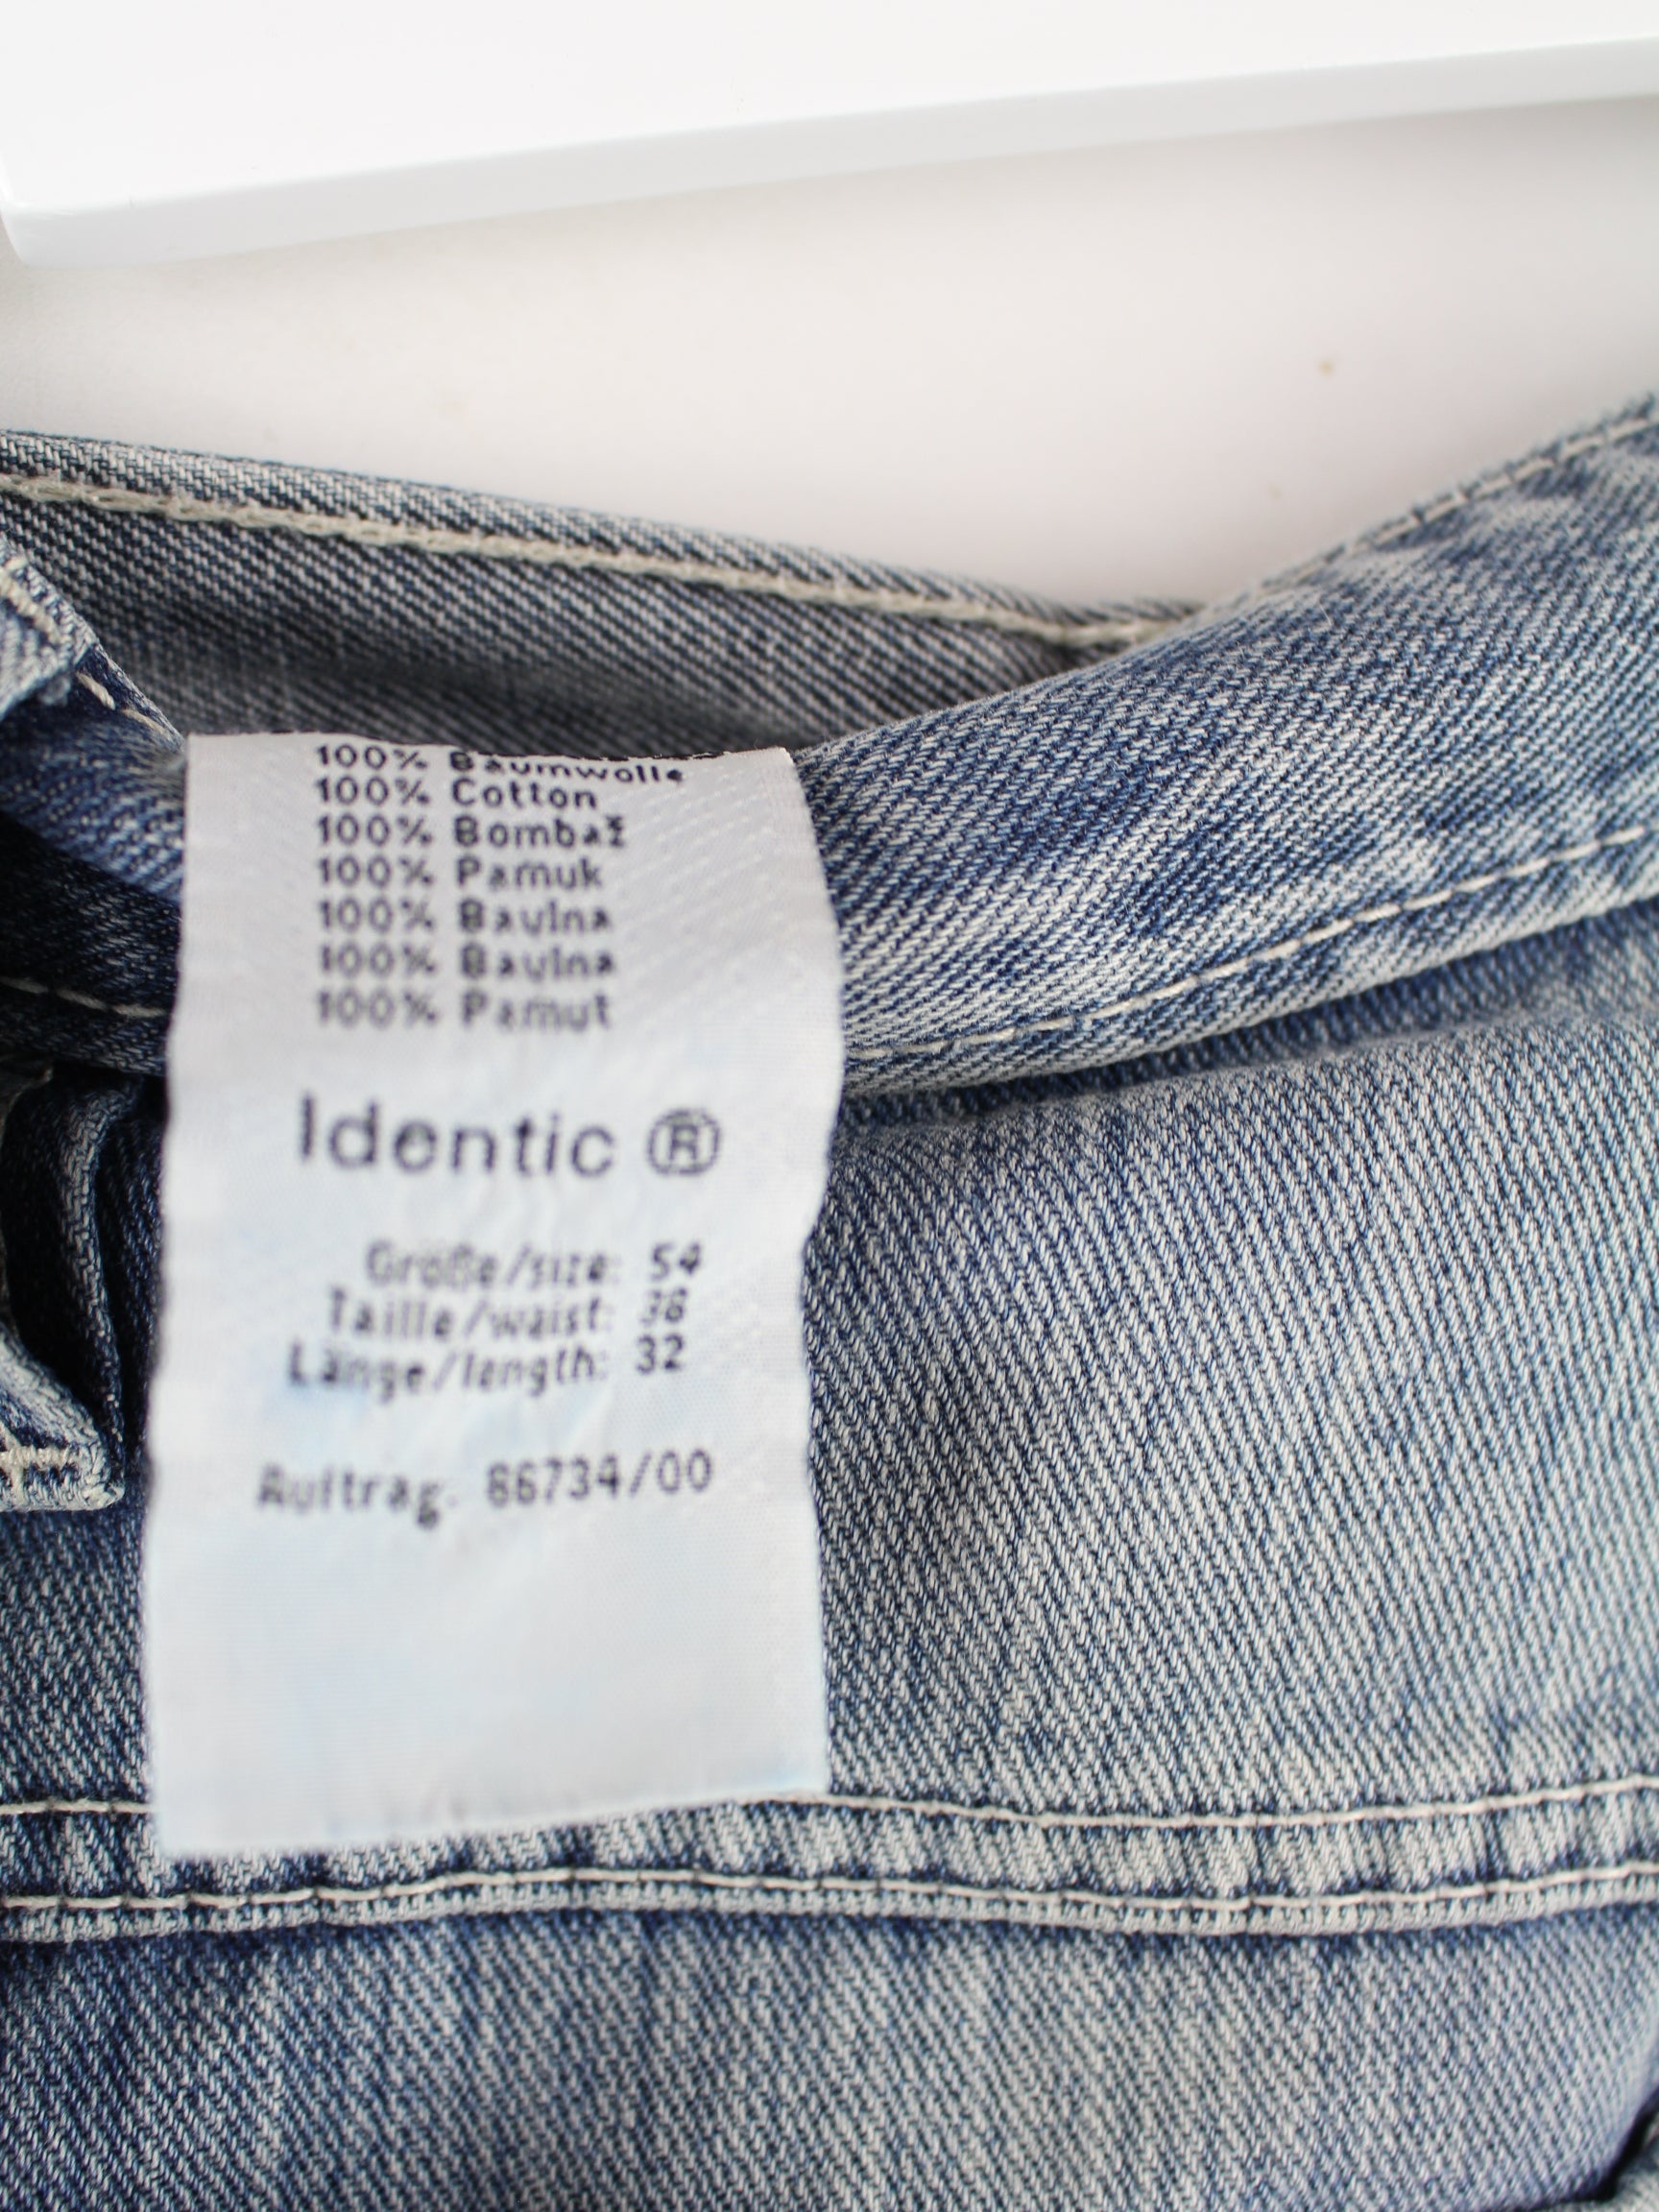 100% Baumwolle
100% Cotton
100% Bombaž
100% Pamuk
100% Bavlna
100% Bavlna
100% Pamut
Identic ®
Größe/size: 54
Taille/waist: 38
Länge/length: 32
Auftrag: 86734/00